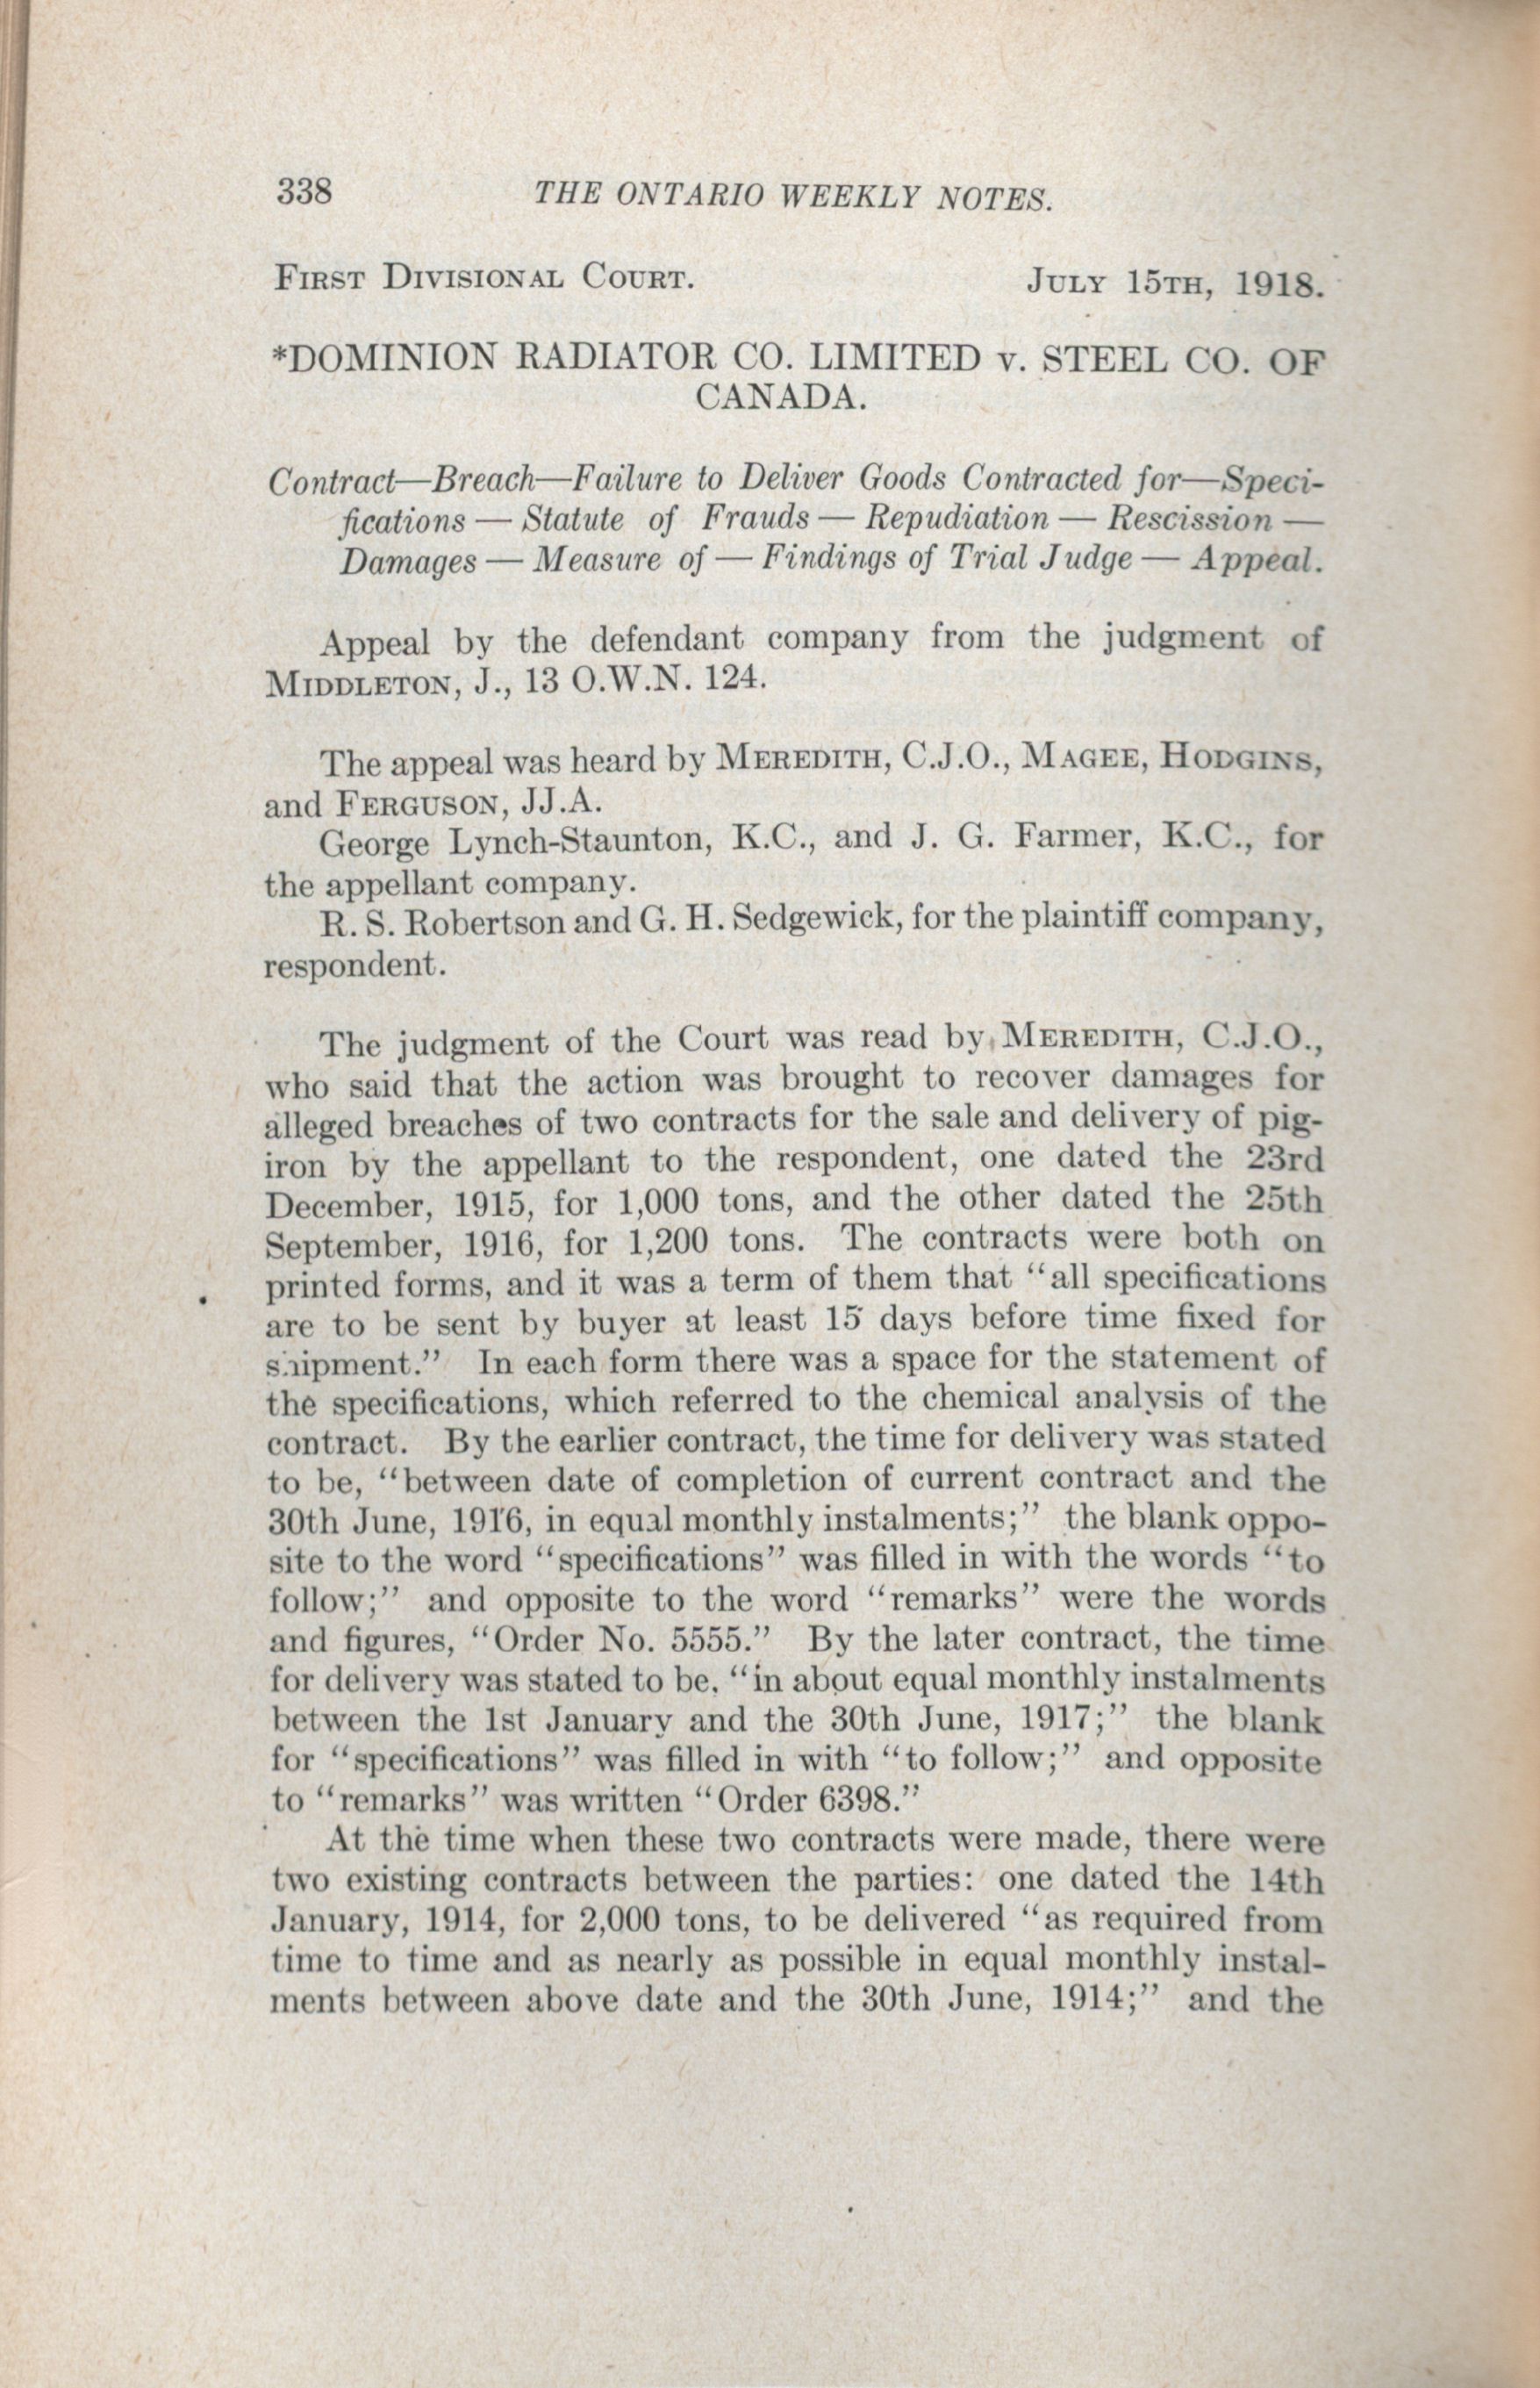 338
THE ONTARIO WEEKLY NOTES.
First Divisional Court.
July 15th, 1918.
*DOMINION RADIATOR CO. LIMITED v. STEEL CO. OF
CANADA.
Contract—Breach—Failure to Deliver Goods Contracted for—Speci-
fications — Statute of Frauds — Repudiation — Rescission —
Damages — Measure of — Findings of Trial Judge — Appeal.
Appeal by the defendant company from the judgment of
Middleton, J., 13 O.W.N. 124.
The appeal was heard by Meredith, C.J.O., Magee, Hodgins,
and Ferguson, JJ.A.
George Lynch-Staunton, K.C., and J. G. Farmer, K.C., for
the appellant company.
R. S. Robertson and G. H. Sedgewick, for the plaintiff company,
respondent.
The judgment of the Court was read by Meredith, C.J.O.,
who said that the action was brought to recover damages for
alleged breaches of two contracts for the sale and delivery of pig-
iron by the appellant to the respondent, one dated the 23rd
December, 1915, for 1,000 tons, and the other dated the 25th
September, 1916, for 1,200 tons. The contracts were both on
printed forms, and it was a term of them that "all specifications
are to be sent by buyer at least 15 days before time fixed for
shipment." In each form there was a space for the statement of
the specifications, which referred to the chemical analysis of the
contract. By the earlier contract, the time for delivery was stated
to be, "between date of completion of current contract and the
30th June, 1916, in equal monthly instalments;" the blank oppo-
site to the word "specifications" was filled in with the words "to
follow;" and opposite to the word "remarks" were the words
and figures, "Order No. 5555." By the later contract, the time
for delivery was stated to be, "in about equal monthly instalments
between the 1st January and the 30th June, 1917;" the blank
for "specifications" was filled in with "to follow;" and opposite
to "remarks" was written "Order 6398."
At the time when these two contracts were made, there were
two existing contracts between the parties: one dated the 14th
January, 1914, for 2,000 tons, to be delivered "as required from
time to time and as nearly as possible in equal monthly instal-
ments between above date and the 30th June, 1914;" and the